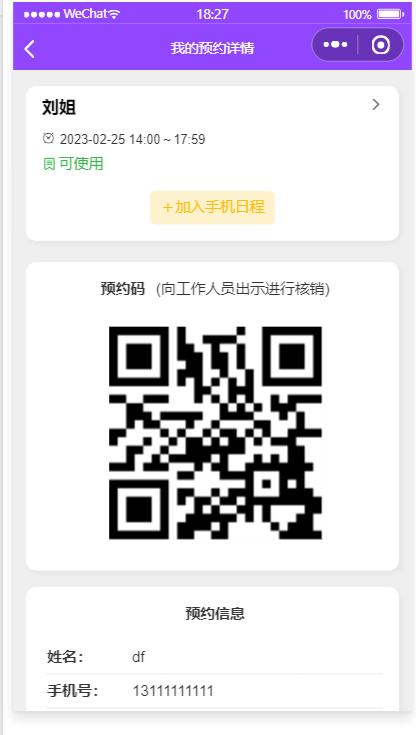 WeChat 18:27 100%
我的预约详情
刘姐
2023-02-25 14:00 ~ 17:59
可使用
＋加入手机日程
预约码 (向工作人员出示进行核销)
预约信息
姓名： df
手机号： 13111111111